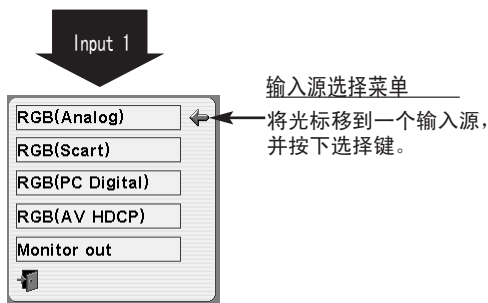 Input 1
RGB(Analog)
RGB(Scart)
RGB(PC Digital)
RGB(AV HDCP)
Monitor out
输入源选择菜单
将光标移到一个输入源，
并按下选择键。